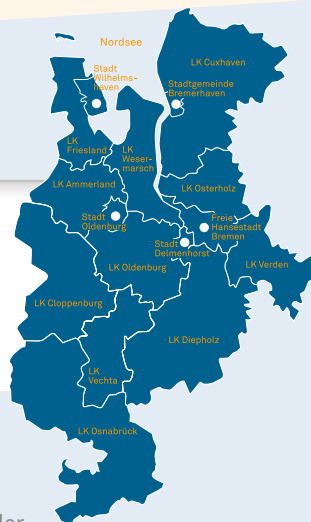 Nordsee
LK Cuxhaven
Stadt
Wilhelms-
haven
Stadtgemeinde
Bremerhaven
LK
Friesland
LK
Weser-
marsch
LK Ammerland
LK Osterholz
Stadt
Oldenburg
Freie
Hansestadt
Bremen
Stadt
Delmenhorst
LK Oldenburg
LK Verden
LK Cloppenburg
LK Diepholz
LK
Vechta
LK Osnabrück